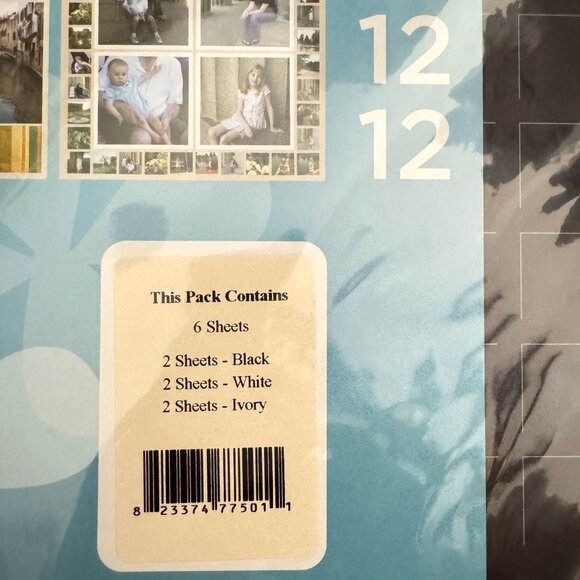 12
12
This Pack Contains
6 Sheets
2 Sheets - Black
2 Sheets - White
2 Sheets - Ivory
8 23374 77501 1